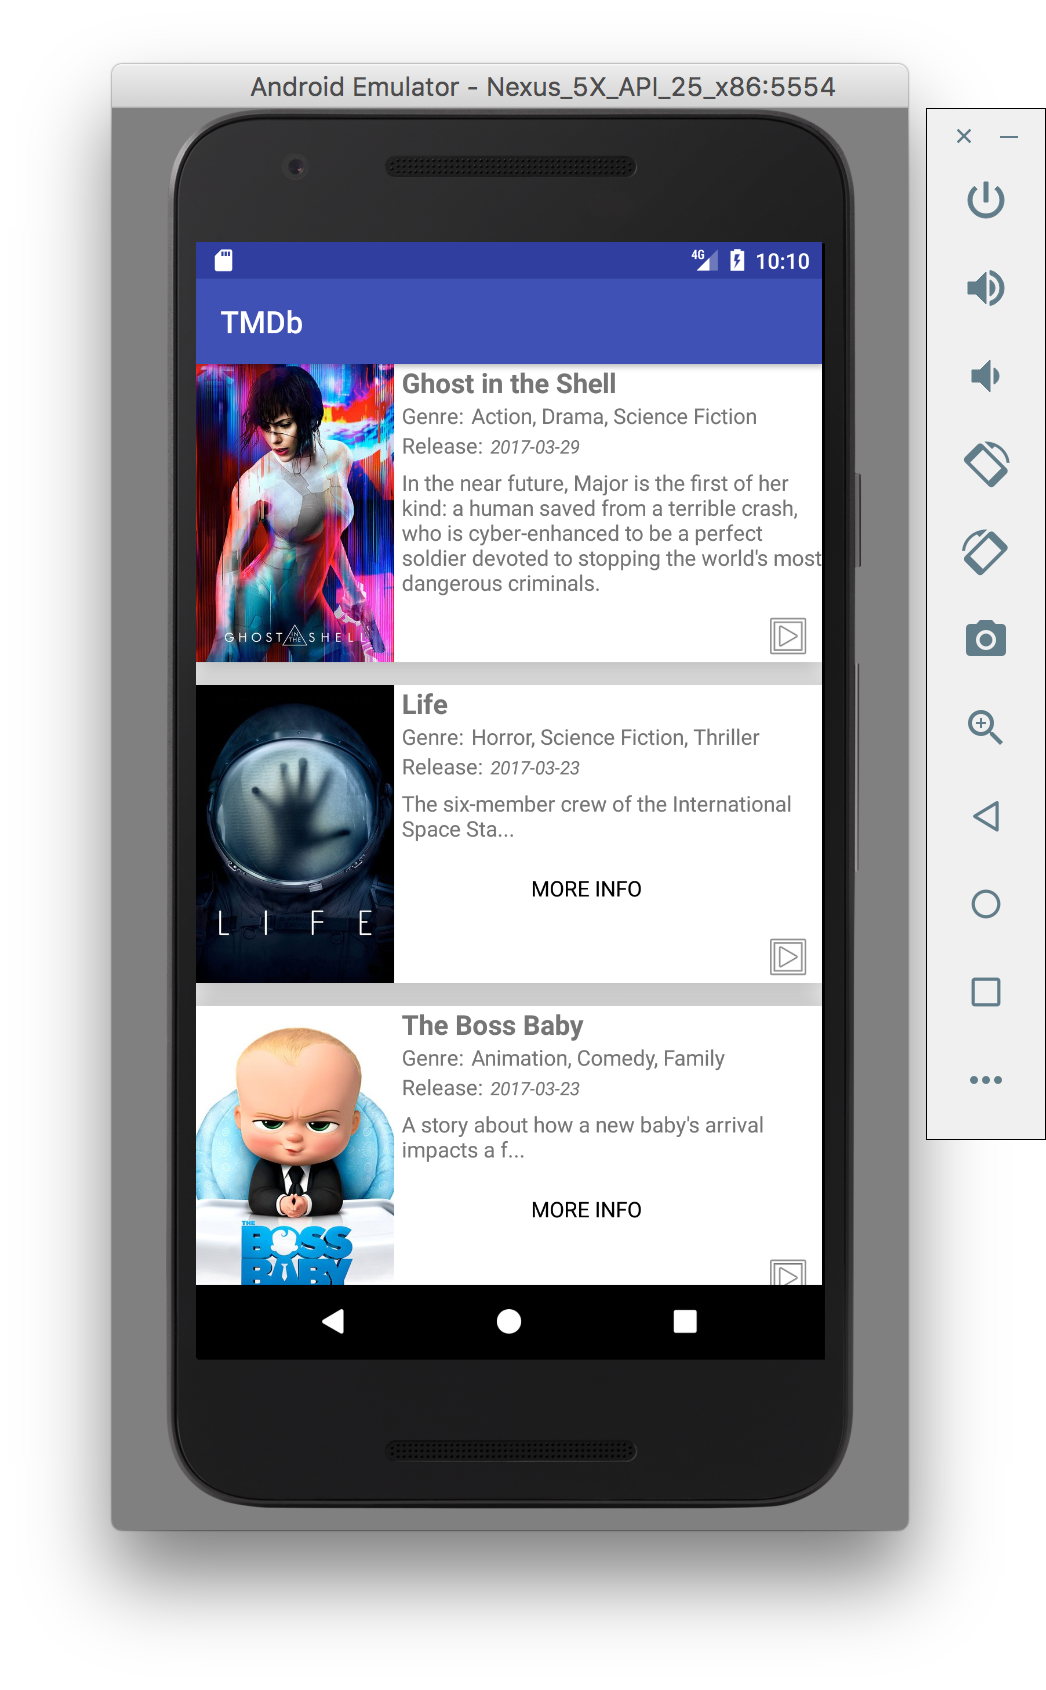 Android Emulator - Nexus_5X_API_25_x86:5554
4G 10:10
TMDb
Ghost in the Shell
Genre: Action, Drama, Science Fiction
Release: 2017-03-29
In the near future, Major is the first of her
kind: a human saved from a terrible crash,
who is cyber-enhanced to be a perfect
soldier devoted to stopping the world's most
dangerous criminals.
GHOST IN THE SHELL
Life
Genre: Horror, Science Fiction, Thriller
Release: 2017-03-23
The six-member crew of the International
Space Sta...
MORE INFO
LIFE
The Boss Baby
Genre: Animation, Comedy, Family
Release: 2017-03-23
A story about how a new baby's arrival
impacts a f...
MORE INFO
THE
BOSS
BABY